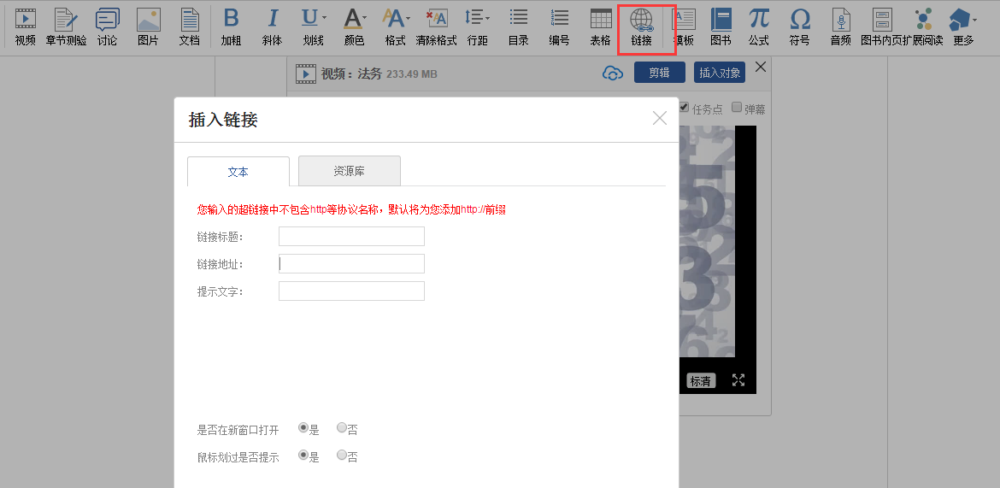 视频 章节测验 讨论 图片 文档 加粗 斜体 划线 颜色 格式 清除格式 行距 目录 编号 表格 链接 模板 图书 公式 符号 音频 图书内页 扩展阅读 更多
视频：法务 233.49 MB 剪辑 插入对象
任务点 弹幕
插入链接
文本 资源库
您输入的超链接中不包含http等协议名称，默认将为您添加http://前缀
链接标题：
链接地址：
提示文字：
标清
是否在新窗口打开 是 否
鼠标划过是否提示 是 否